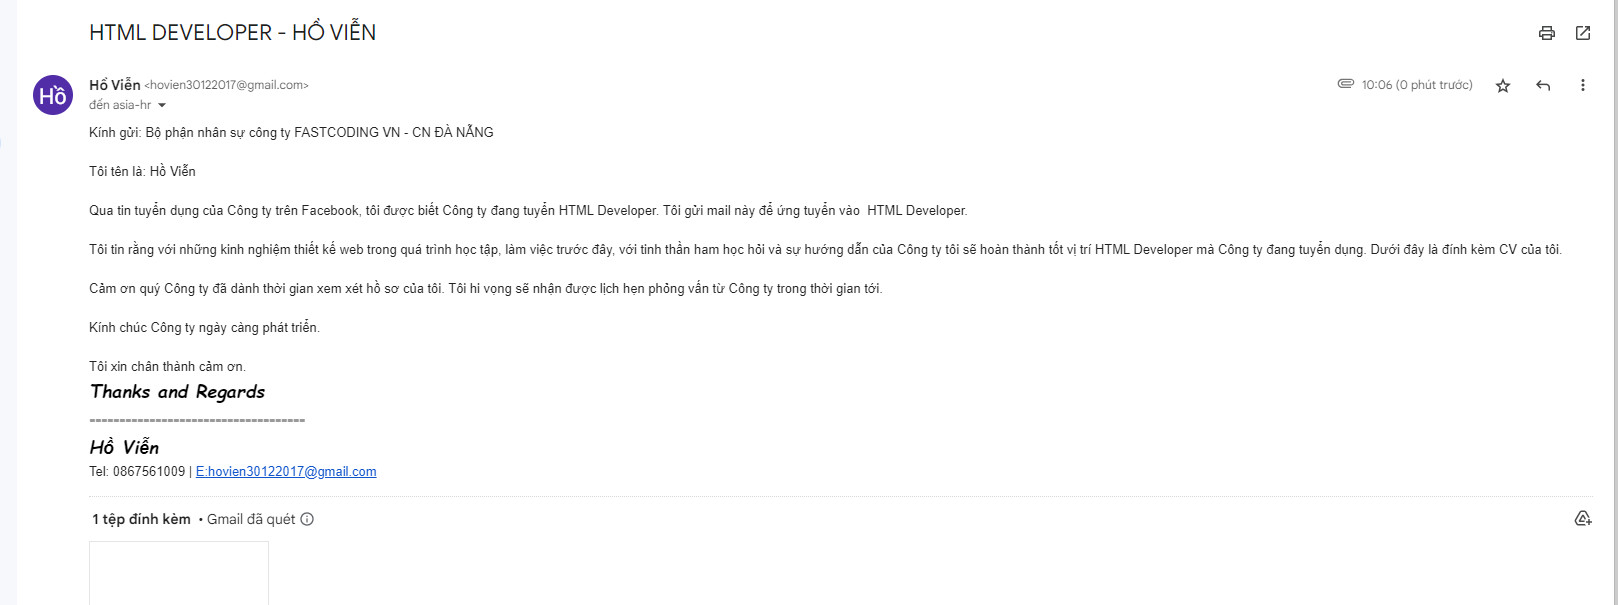 HTML DEVELOPER - HỒ VIỄN
Hồ
Hồ Viễn <hovien30122017@gmail.com>
10:06 (0 phút trước)
đến asia-hr
Kính gửi: Bộ phận nhân sự công ty FASTCODING VN - CN ĐÀ NẴNG
Tôi tên là: Hồ Viễn
Qua tin tuyển dụng của Công ty trên Facebook, tôi được biết Công ty đang tuyển HTML Developer. Tôi gửi mail này để ứng tuyển vào  HTML Developer.
Tôi tin rằng với những kinh nghiệm thiết kế web trong quá trình học tập, làm việc trước đây, với tinh thần ham học hỏi và sự hướng dẫn của Công ty tôi sẽ hoàn thành tốt vị trí HTML Developer mà Công ty đang tuyển dụng. Dưới đây là đính kèm CV của tôi.
Cảm ơn quý Công ty đã dành thời gian xem xét hồ sơ của tôi. Tôi hi vọng sẽ nhận được lịch hẹn phỏng vấn từ Công ty trong thời gian tới.
Kính chúc Công ty ngày càng phát triển.
Tôi xin chân thành cảm ơn.
Thanks and Regards
====================================
Hồ Viễn
Tel: 0867561009 | E:hovien30122017@gmail.com
1 tệp đính kèm • Gmail đã quét